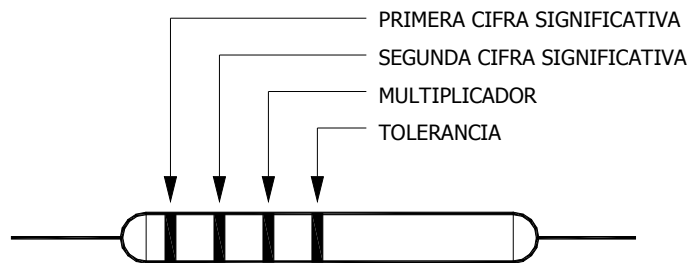 PRIMERA CIFRA SIGNIFICATIVA
SEGUNDA CIFRA SIGNIFICATIVA
MULTIPLICADOR
TOLERANCIA